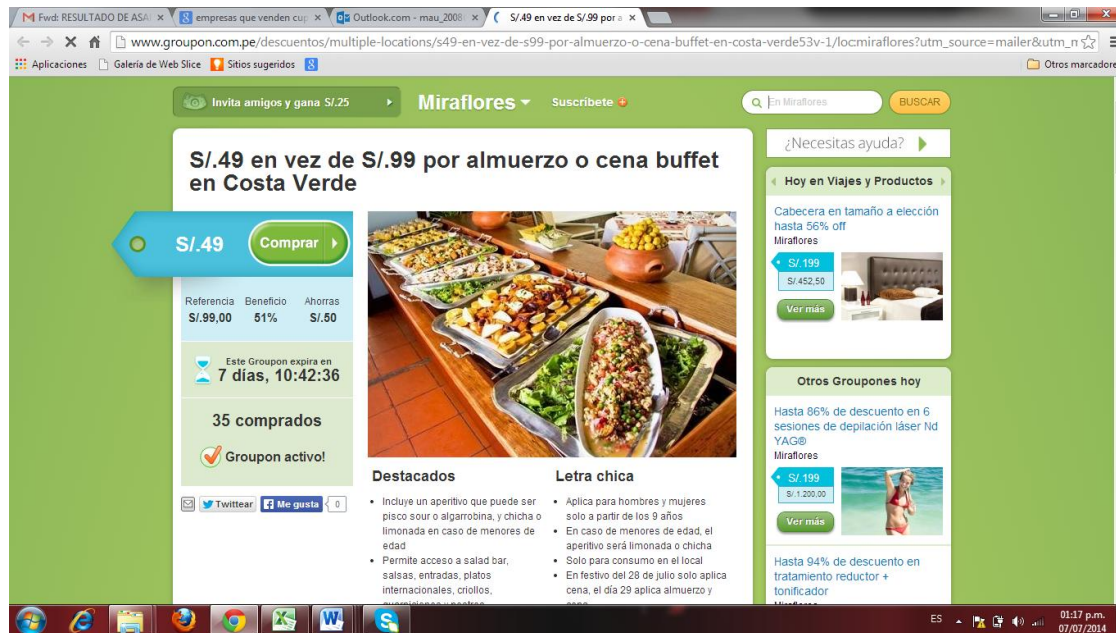 Fwd: RESULTADO DE ASA
empresas que venden cup
Outlook.com - mau_2008
S/.49 en vez de S/.99 por a
www.groupon.com.pe/descuentos/multiple-locations/s49-en-vez-de-s99-por-almuerzo-o-cena-buffet-en-costa-verde53v-1/locmiraflores?utm_source=mailer&utm_n
Aplicaciones
Galería de Web Slice
Sitios sugeridos
Otros marcadore
Invita amigos y gana S/.25
Miraflores
Suscríbete
En Miraflores
BUSCAR
S/.49 en vez de S/.99 por almuerzo o cena buffet
en Costa Verde
S/.49
Comprar
Referencia Beneficio Ahorras
S/.99,00 51% S/.50
Este Groupon expira en
7 días, 10:42:36
35 comprados
Groupon activo!
Twittear
Me gusta
0
Destacados
Incluye un aperitivo que puede ser
pisco sour o algarrobina, y chicha o
limonada en caso de menores de
edad
Permite acceso a salad bar,
salsas, entradas, platos
internacionales, criollos,
Letra chica
Aplica para hombres y mujeres
solo a partir de los 9 años
En caso de menores de edad, el
aperitivo será limonada o chicha
Solo para consumo en el local
En festivo del 28 de julio solo aplica
cena, el día 29 aplica almuerzo y
¿Necesitas ayuda?
Hoy en Viajes y Productos
Cabecera en tamaño a elección
hasta 56% off
Miraflores
S/.199
S/.452,50
Ver más
Otros Groupones hoy
Hasta 86% de descuento en 6
sesiones de depilación láser Nd
YAG®
Miraflores
S/.199
S/.1.200,00
Ver más
Hasta 94% de descuento en
tratamiento reductor +
tonificador
ES
01:17 p.m.
07/07/2014